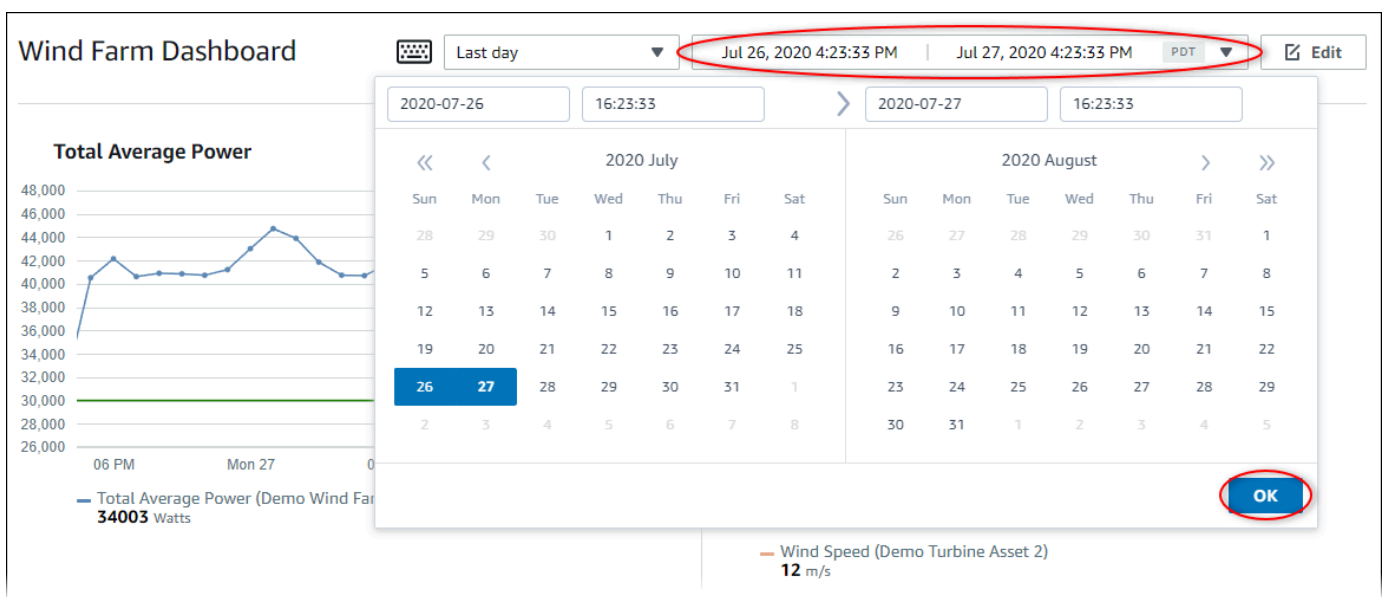 Wind Farm Dashboard
Last day
Jul 26, 2020 4:23:33 PM | Jul 27, 2020 4:23:33 PM PDT
Edit
2020-07-26 16:23:33 2020-07-27 16:23:33
Total Average Power
2020 July
2020 August
Sun Mon Tue Wed Thu Fri Sat
Sun Mon Tue Wed Thu Fri Sat
28 29 30 1 2 3 4
26 27 28 29 30 31 1
5 6 7 8 9 10 11
2 3 4 5 6 7 8
12 13 14 15 16 17 18
9 10 11 12 13 14 15
19 20 21 22 23 24 25
16 17 18 19 20 21 22
26 27 28 29 30 31 1
23 24 25 26 27 28 29
2 3 4 5 6 7 8
30 31 1 2 3 4 5
OK
48,000
46,000
44,000
42,000
40,000
38,000
36,000
34,000
32,000
30,000
28,000
26,000
06 PM Mon 27 0
Total Average Power (Demo Wind Far
34003 Watts
Wind Speed (Demo Turbine Asset 2)
12 m/s